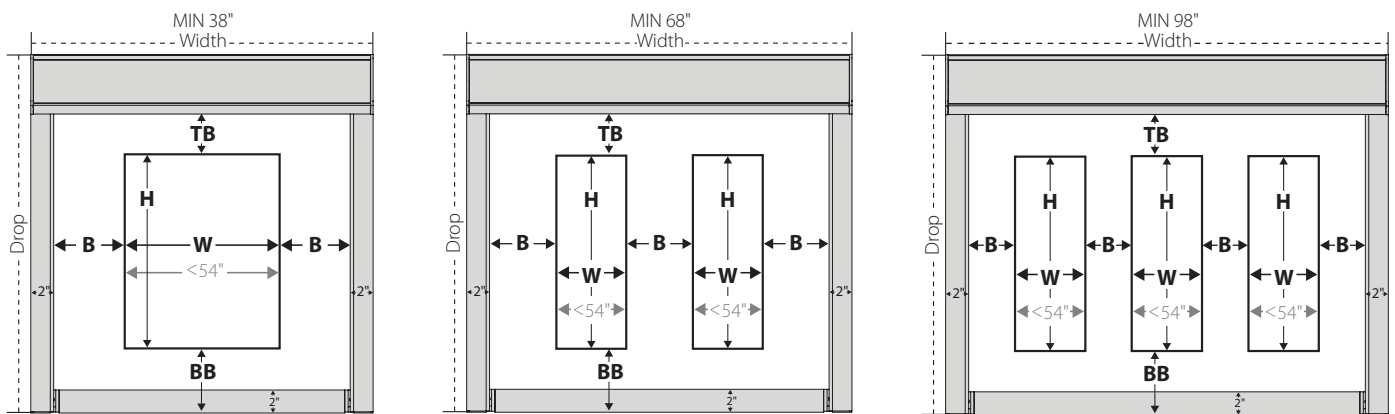 MIN 38"
Width
Drop
TB
H
B
W
B
<54"
2"
2"
BB
2"
MIN 68"
Width
Drop
TB
H
H
B
B
B
W
W
<54"
<54"
2"
2"
BB
2"
MIN 98"
Width
Drop
TB
H
H
H
B
B
B
B
W
W
W
<54"
<54"
<54"
2"
2"
BB
2"